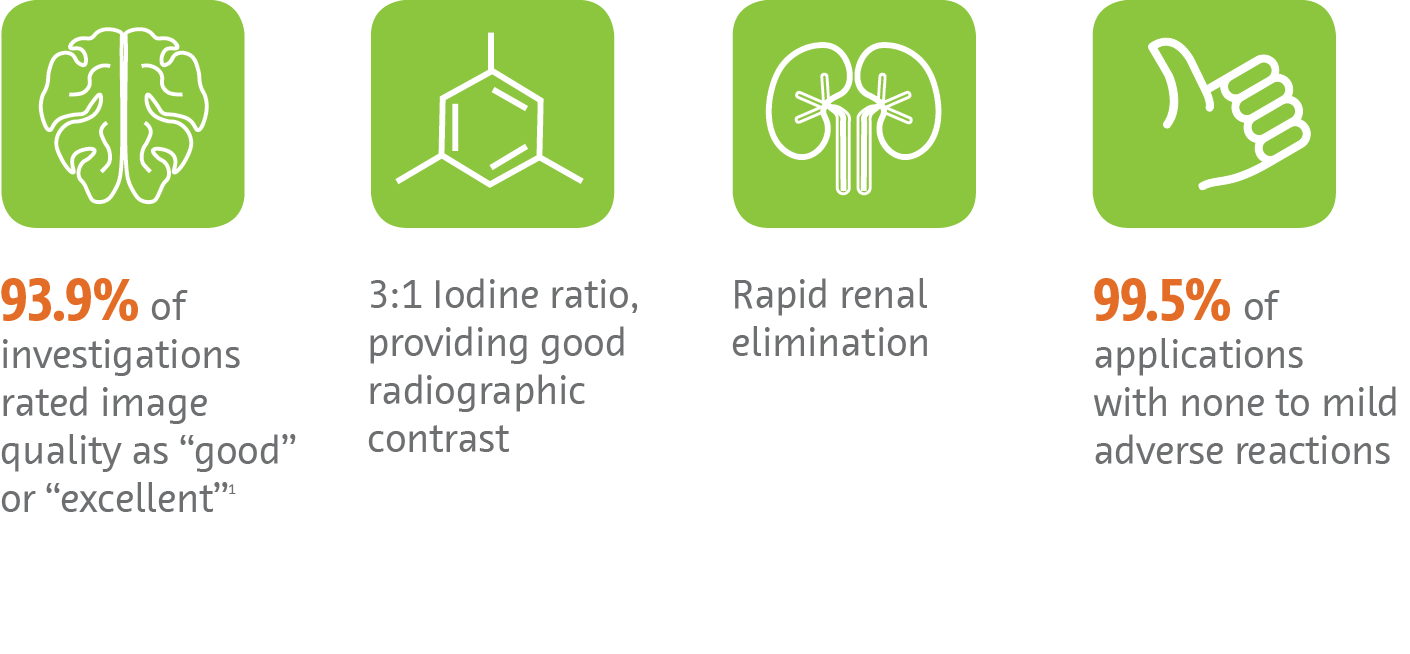 93.9% of
investigations
rated image
quality as “good”
or “excellent”1
3:1 Iodine ratio,
providing good
radiographic
contrast
Rapid renal
elimination
99.5% of
applications
with none to mild
adverse reactions